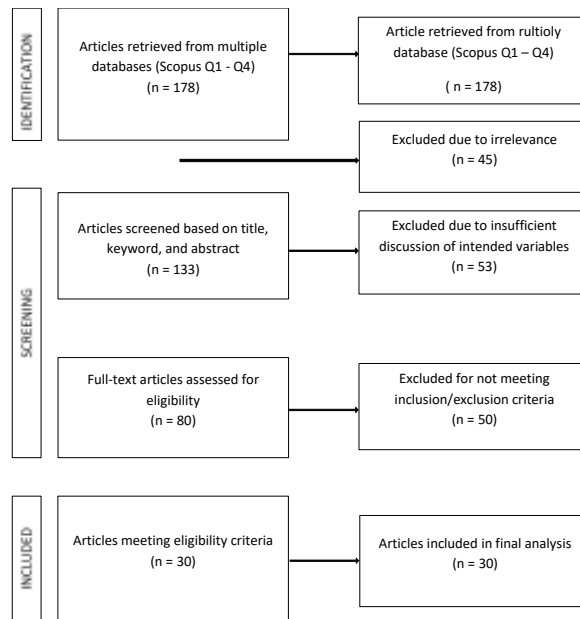 IDENTIFICATION
Articles retrieved from multiple
databases (Scopus Q1 - Q4)
(n = 178)
Article retrieved from rultioly
database (Scopus Q1 – Q4)
( n = 178)
Excluded due to irrelevance
(n = 45)
SCREENING
Articles screened based on title,
keyword, and abstract
(n = 133)
Excluded due to insufficient
discussion of intended variables
(n = 53)
Full-text articles assessed for
eligibility
(n = 80)
Excluded for not meeting
inclusion/exclusion criteria
(n = 50)
INCLUDED
Articles meeting eligibility criteria
(n = 30)
Articles included in final analysis
(n = 30)